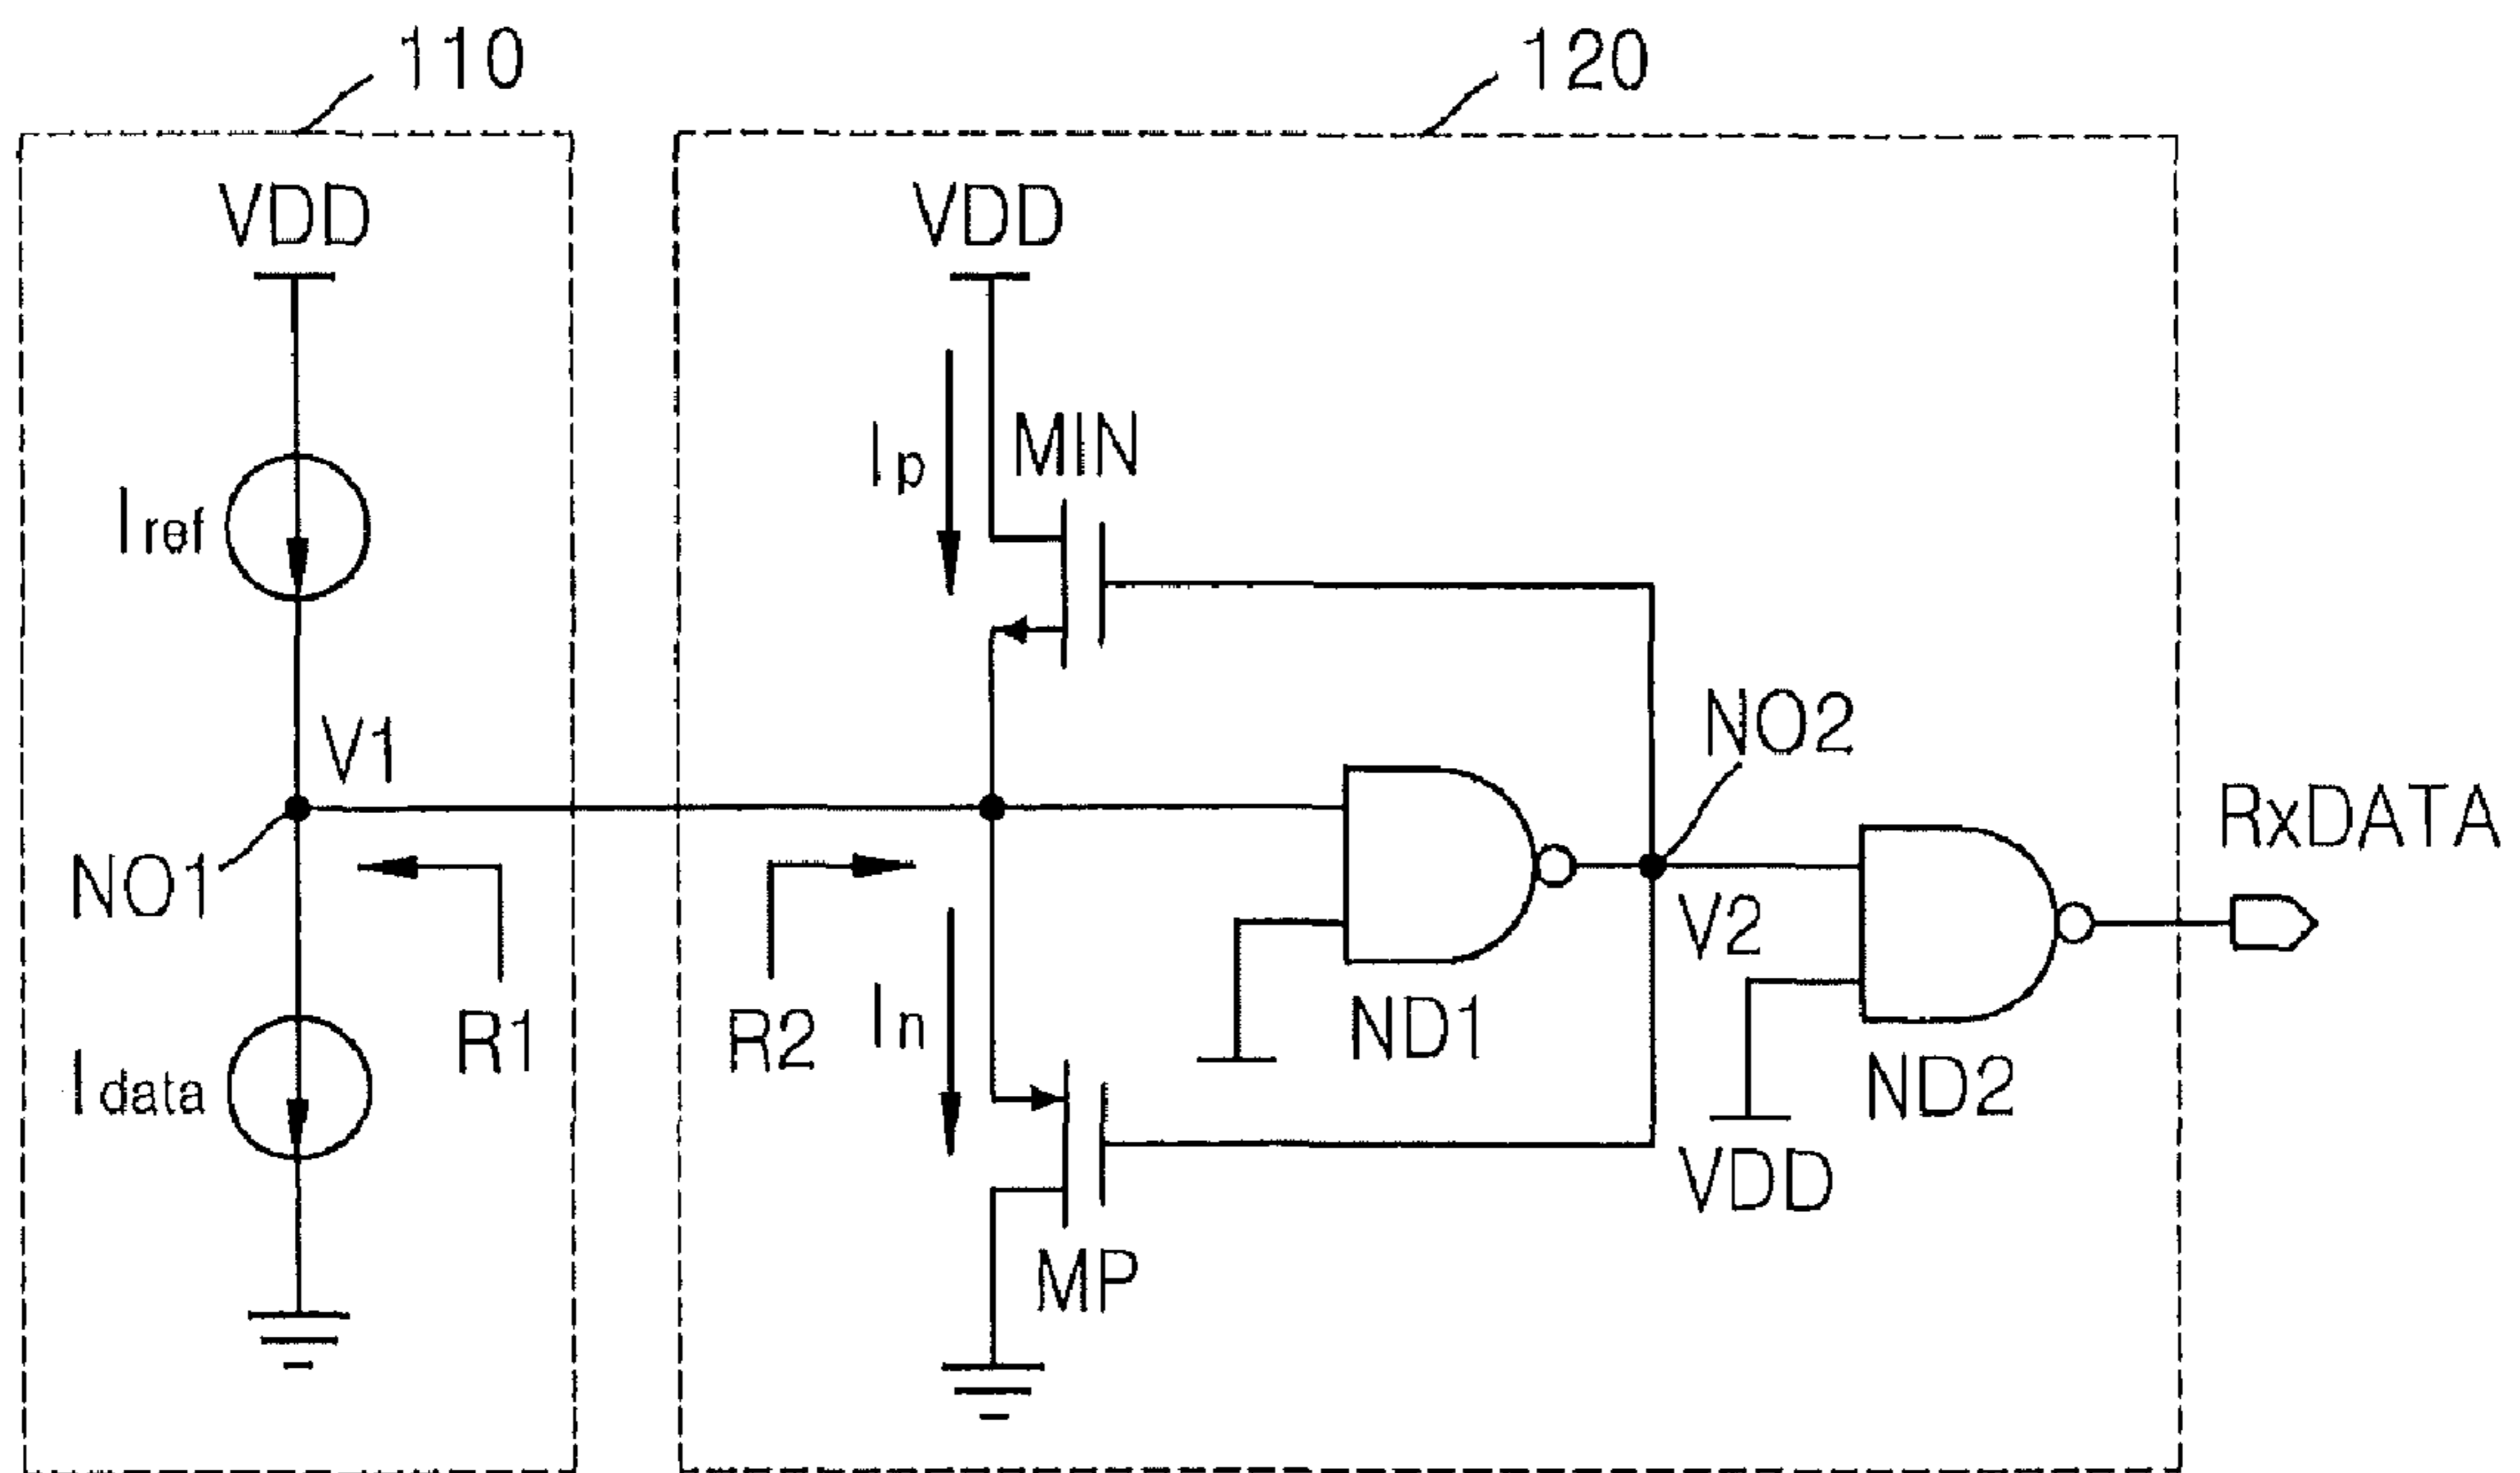 110
120
VDD
VDD
MIN
Ip
Iref
V1
NO2
RxDATA
NO1
V2
R1
R2
In
ND1
ND2
Idata
VDD
MP